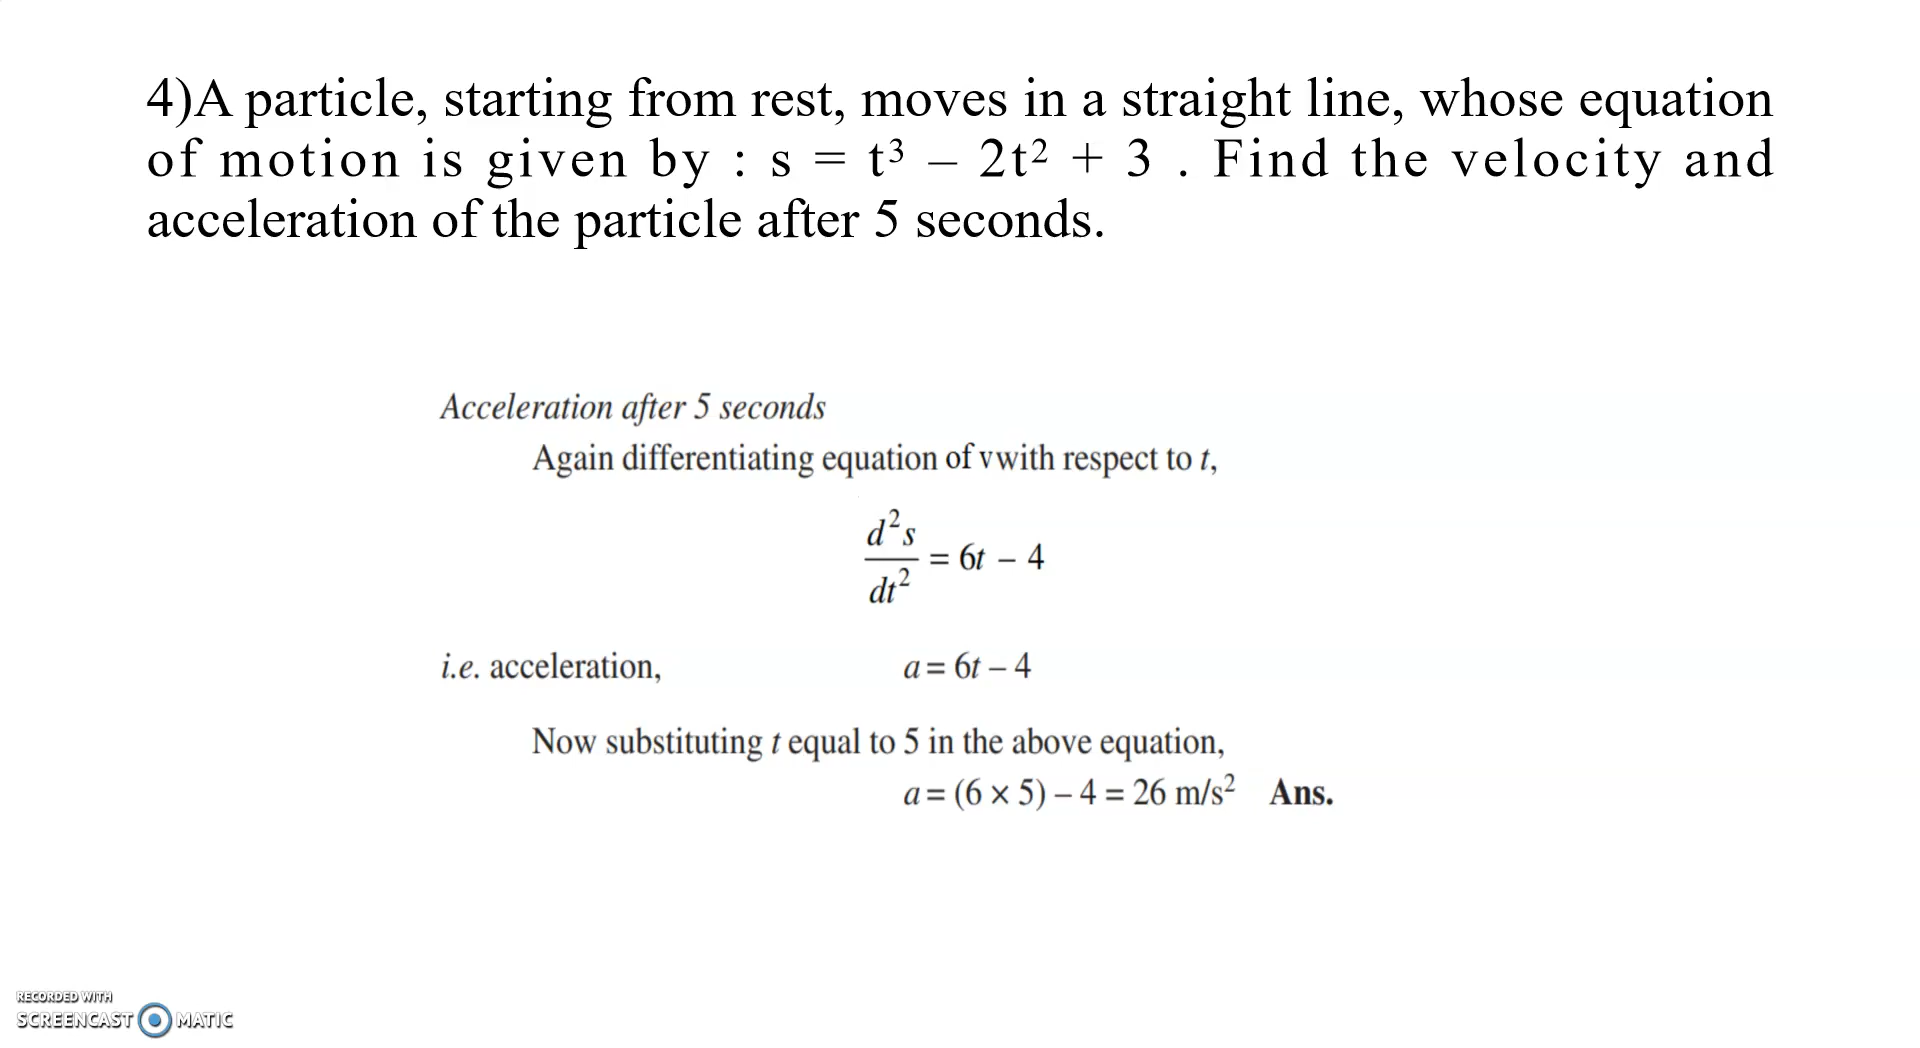 4)A particle, starting from rest, moves in a straight line, whose equation
of motion is given by : s = t³ – 2t² + 3 . Find the velocity and
acceleration of the particle after 5 seconds.
Acceleration after 5 seconds
Again differentiating equation of v with respect to t,
d²s/dt² = 6t – 4
i.e. acceleration, a = 6t – 4
Now substituting t equal to 5 in the above equation,
a = (6 × 5) – 4 = 26 m/s² Ans.
RECORDED WITH
SCREENCAST MATIC